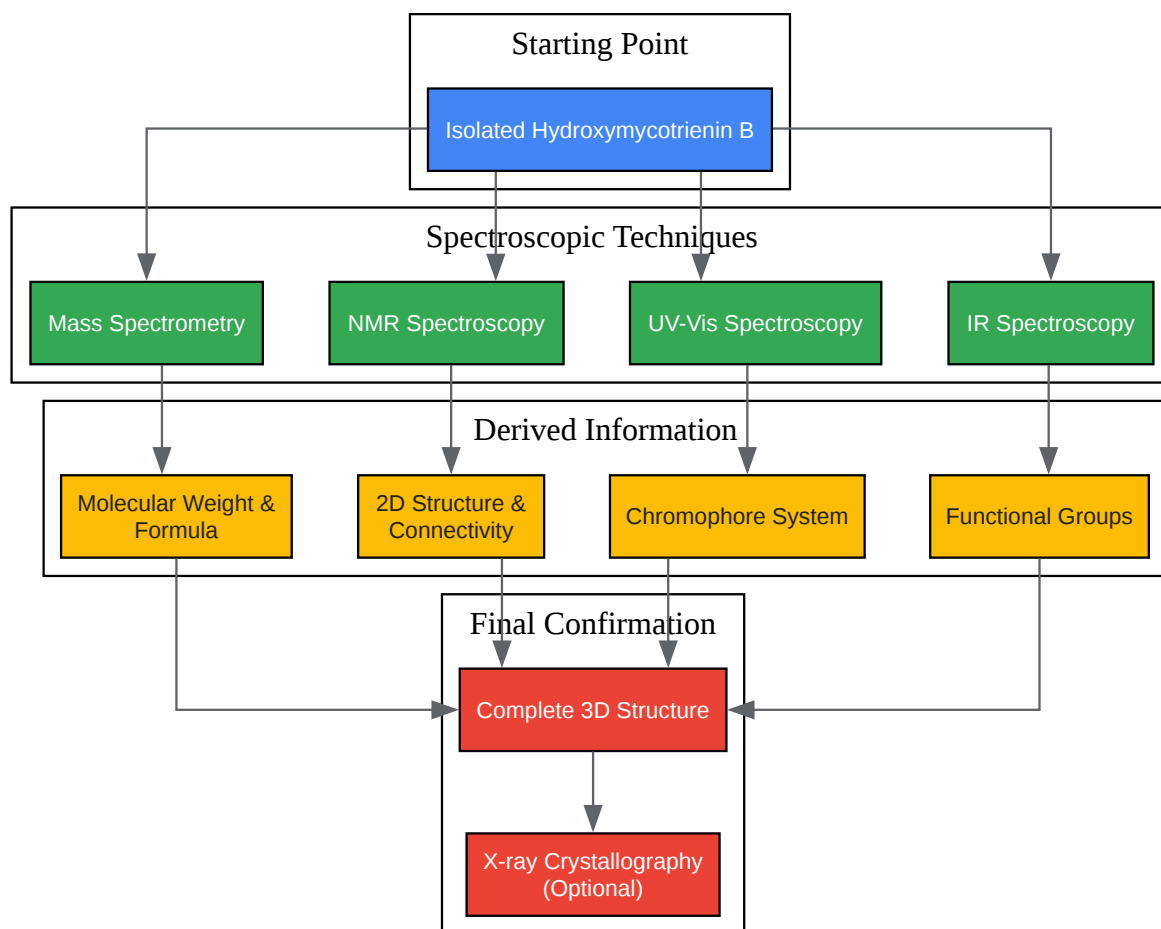 Starting Point
Isolated Hydroxymycotrienin B
Spectroscopic Techniques
Mass Spectrometry
NMR Spectroscopy
UV-Vis Spectroscopy
IR Spectroscopy
Derived Information
Molecular Weight &
Formula
2D Structure &
Connectivity
Chromophore System
Functional Groups
Final Confirmation
Complete 3D Structure
X-ray Crystallography
(Optional)